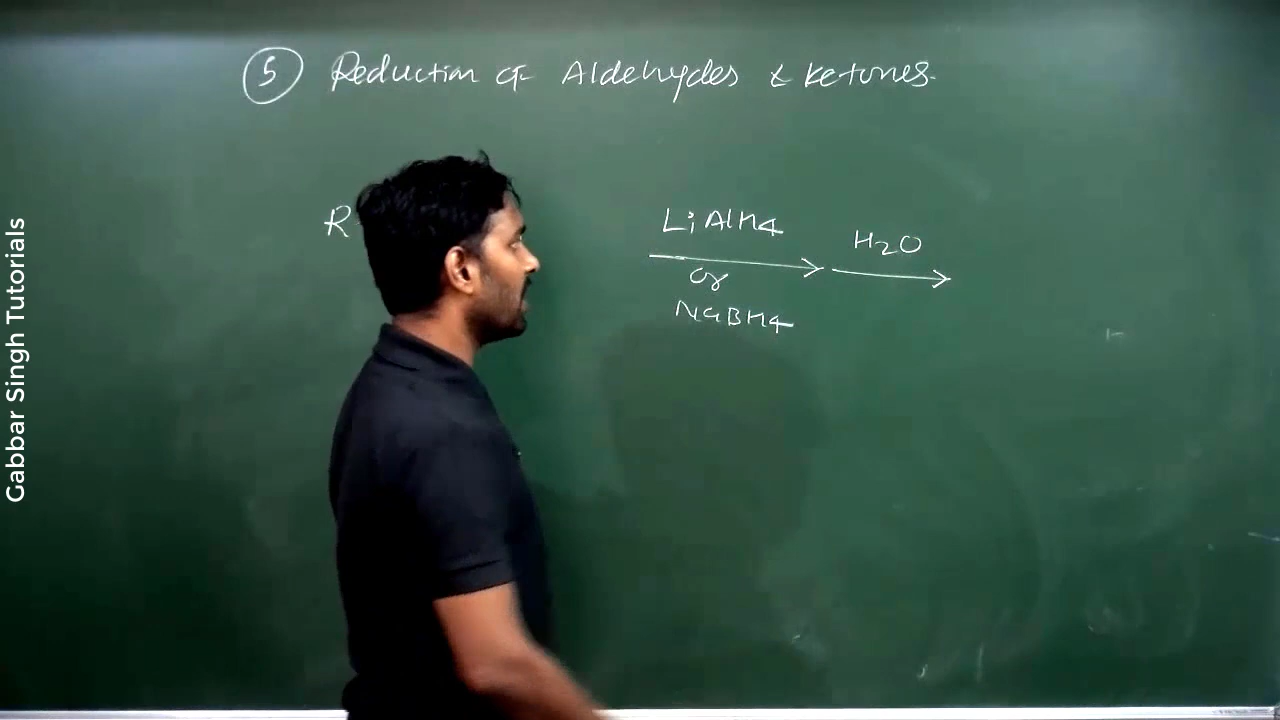 5 Reduction of Aldehydes & Ketones
R
LiAlH4
or
NaBH4
H2O
Gabbar Singh Tutorials